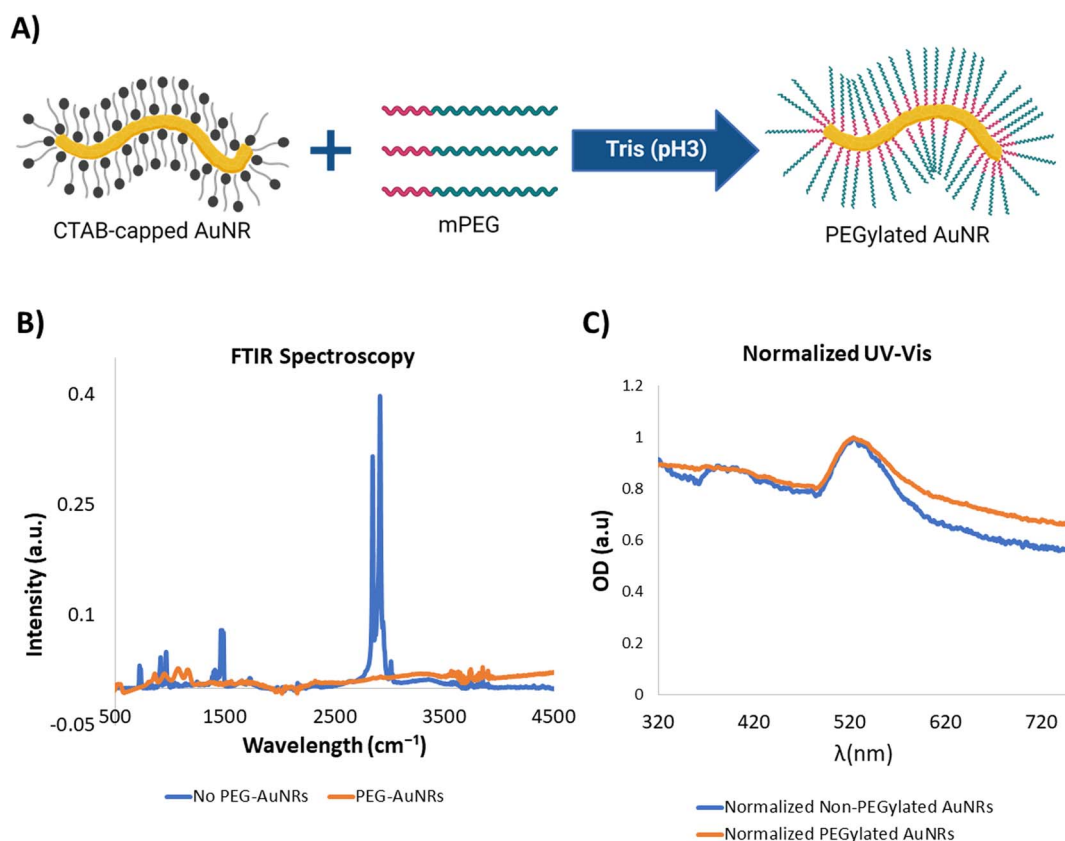 A)
CTAB-capped AuNR
+
mPEG
Tris (pH3)
PEGylated AuNR
B)
FTIR Spectroscopy
Intensity (a.u.)
0.4
0.25
0.1
-0.05
500
1500
2500
3500
4500
Wavelength (cm⁻¹)
No PEG-AuNRs
PEG-AuNRs
C)
Normalized UV-Vis
OD (a.u)
1.2
1
0.8
0.6
0.4
0.2
0
320
420
520
620
720
λ(nm)
Normalized Non-PEGylated AuNRs
Normalized PEGylated AuNRs